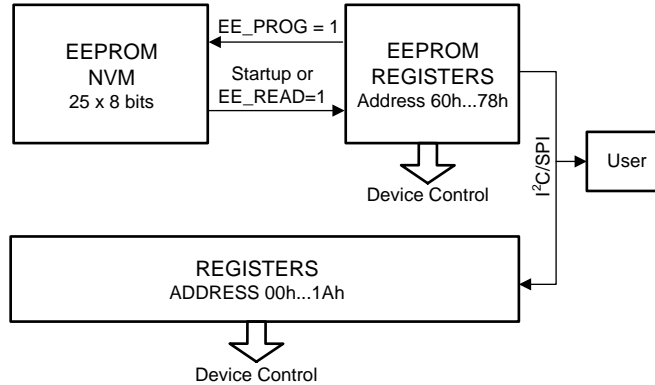 EEPROM
NVM
25 x 8 bits
EE_PROG = 1
Startup or
EE_READ=1
EEPROM
REGISTERS
Address 60h...78h
Device Control
I²C/SPI
User
REGISTERS
ADDRESS 00h...1Ah
Device Control